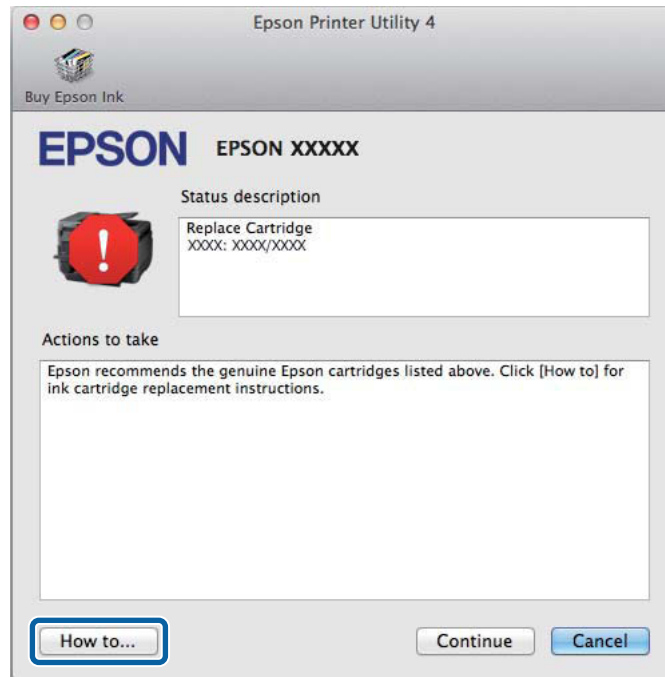 Epson Printer Utility 4
Buy Epson Ink
EPSON EPSON XXXXX
Status description
Replace Cartridge
XXXX: XXXX/XXXX
!
Actions to take
Epson recommends the genuine Epson cartridges listed above. Click [How to] for
ink cartridge replacement instructions.
How to... Continue Cancel